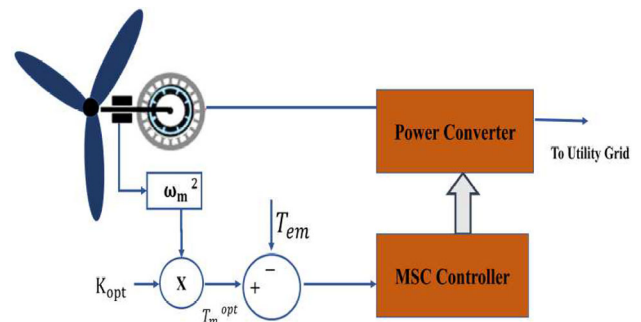 Power Converter
To Utility Grid
ωₘ²
Tₑₘ
−
Kₒₚₜ
X
+
Tₘᵒᵖᵗ
MSC Controller